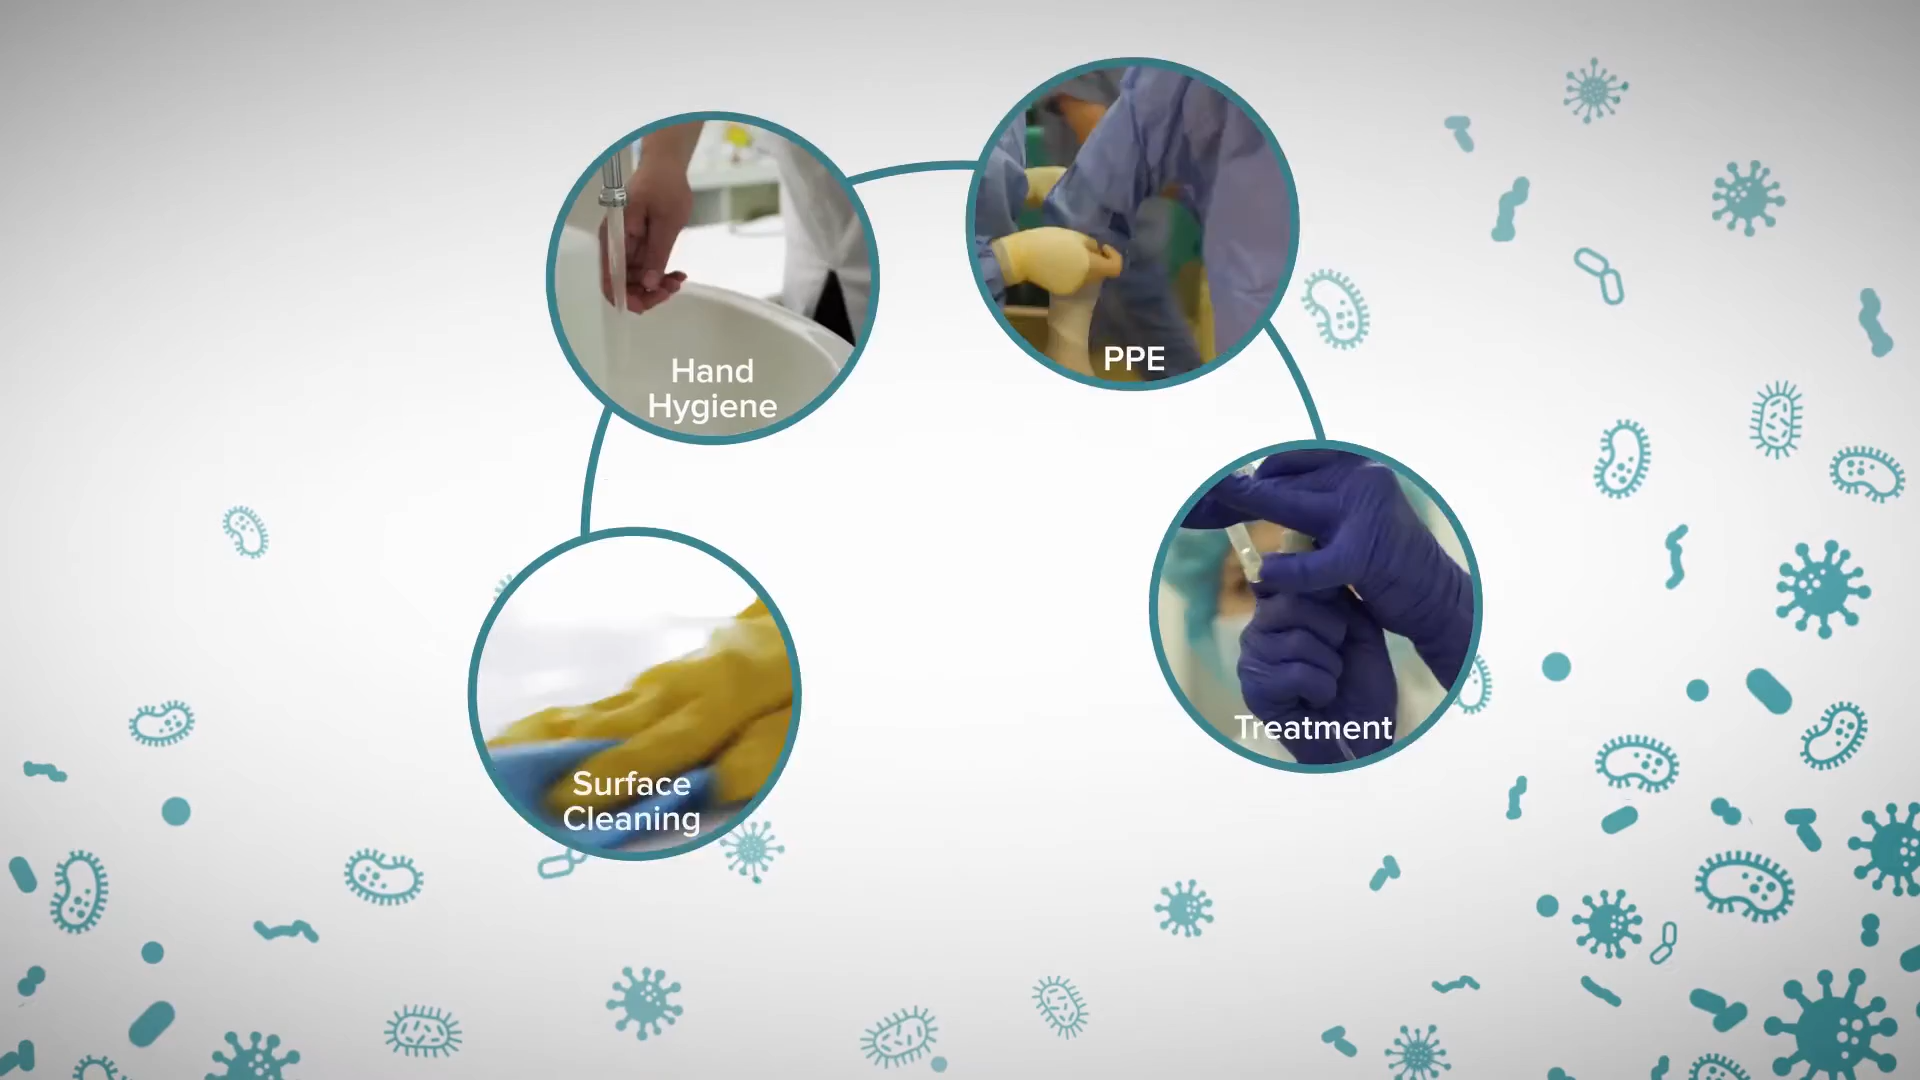 Hand
Hygiene
PPE
Treatment
Surface
Cleaning